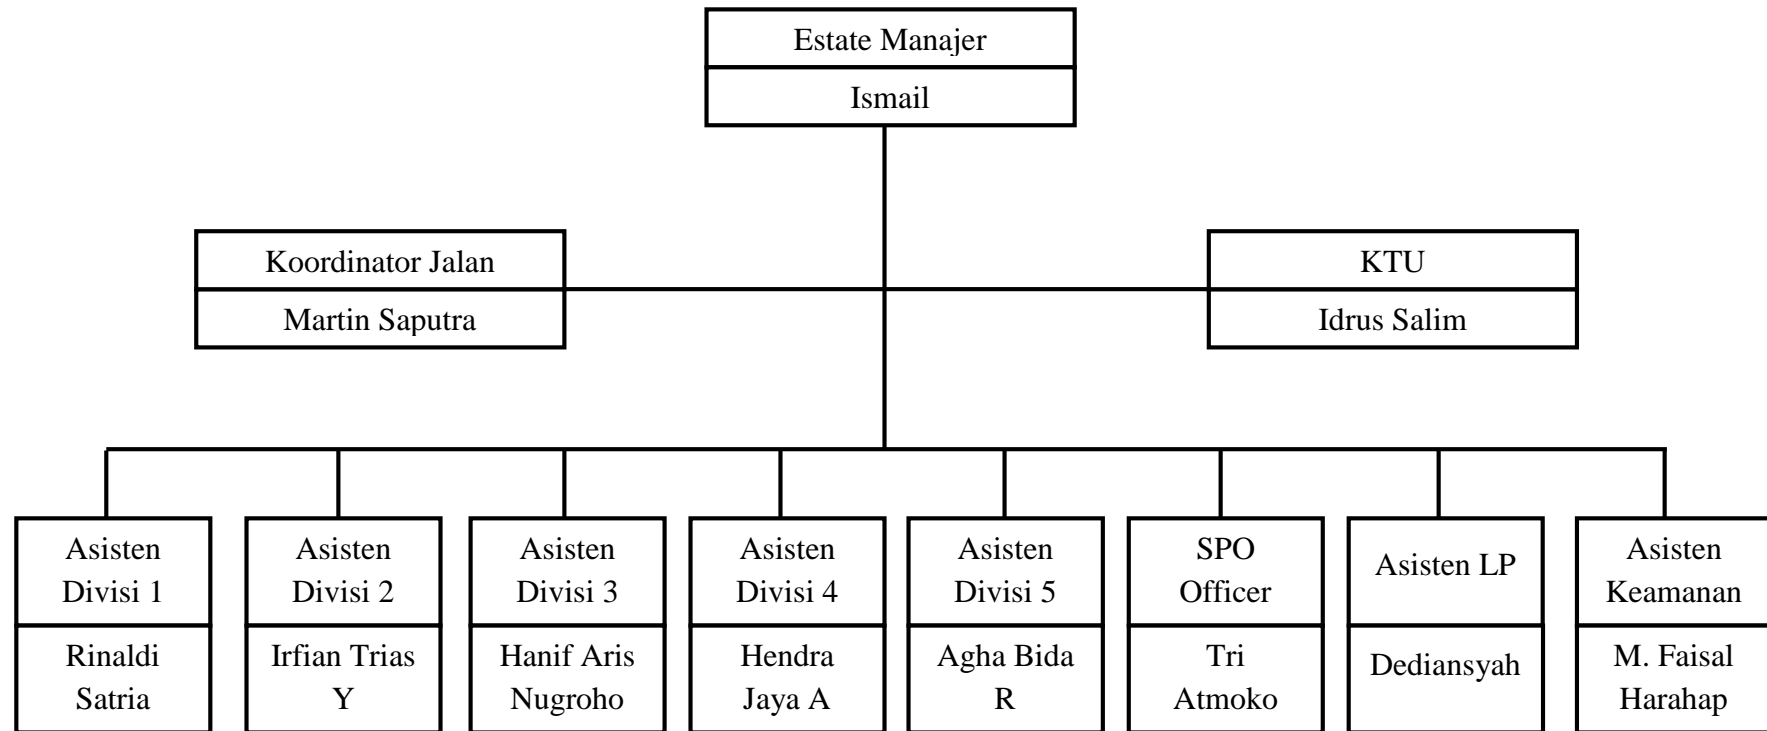 Estate Manajer
Ismail
Koordinator Jalan
Martin Saputra
KTU
Idrus Salim
Asisten
Divisi 1
Rinaldi
Satria
Asisten
Divisi 2
Irfian Trias
Y
Asisten
Divisi 3
Hanif Aris
Nugroho
Asisten
Divisi 4
Hendra
Jaya A
Asisten
Divisi 5
Agha Bida
R
SPO
Officer
Tri
Atmoko
Asisten LP
Dediansyah
Asisten
Keamanan
M. Faisal
Harahap